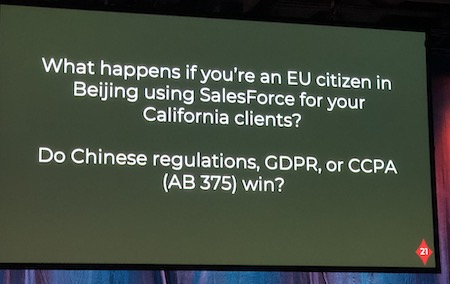 What happens if you're an EU citizen in
Beijing using SalesForce for your
California clients?
Do Chinese regulations, GDPR, or CCPA
(AB 375) win?
21